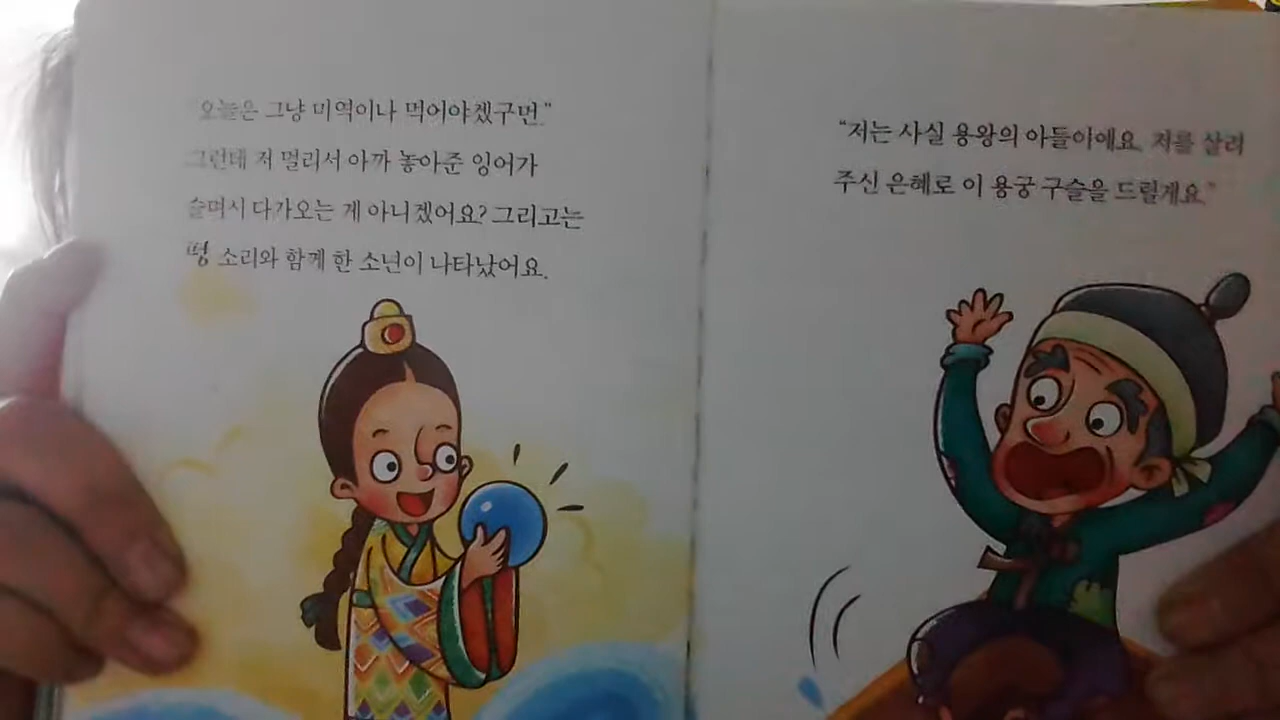 "오늘은 그냥 미역이나 먹어야겠구먼."
그런데 저 멀리서 아까 놓아준 잉어가
슬며시 다가오는 게 아니겠어요? 그리고는
펑 소리와 함께 한 소년이 나타났어요.
"저는 사실 용왕의 아들이에요. 저를 살려
주신 은혜로 이 용궁 구슬을 드릴게요."